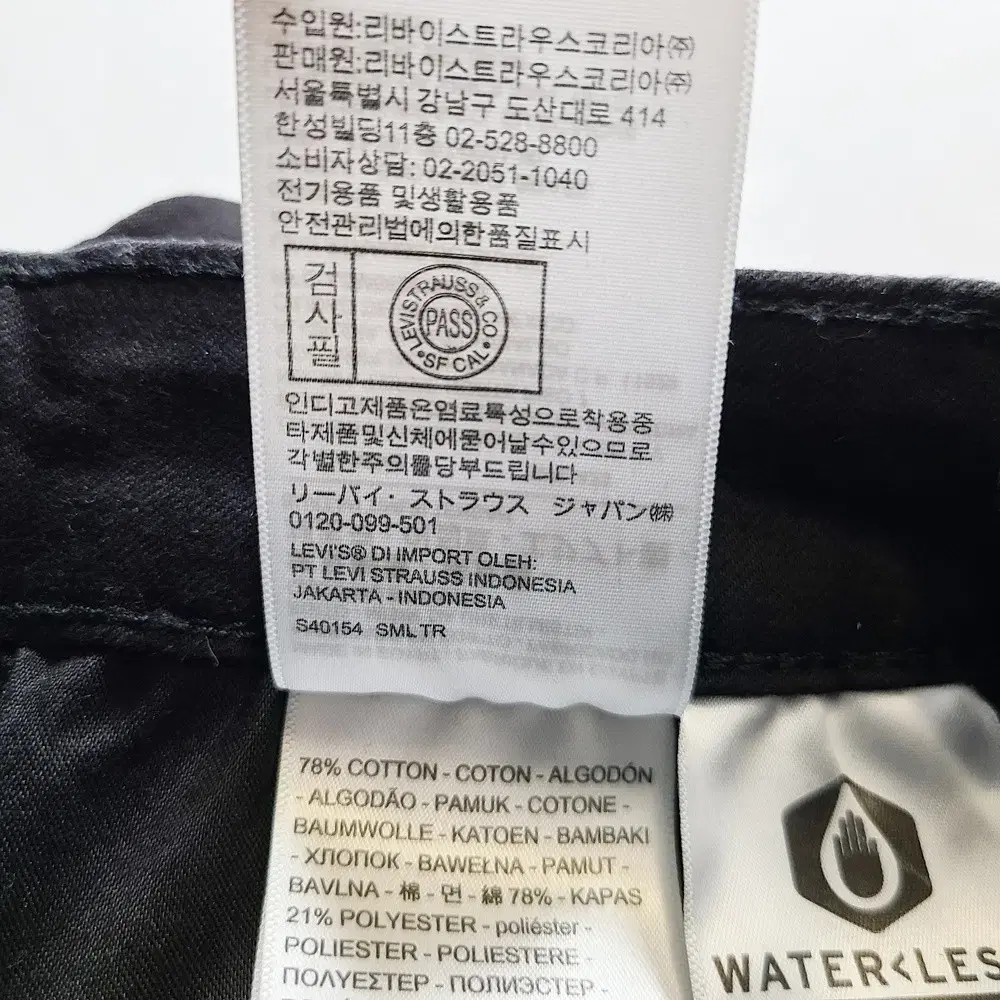 수입원:리바이스트라우스코리아㈜
판매원:리바이스트라우스코리아㈜
서울특별시 강남구 도산대로 414
한성빌딩11층 02-528-8800
소비자상담: 02-2051-1040
전기용품 및생활용품
안전관리법에의한품질표시
검사필
LEVI STRAUSS & CO
PASS
• SF CAL •
인디고제품은염료특성으로착용중
타제품및신체에묻어날수있으므로
각별한주의를당부드립니다
リーバイ・ストラウス ジャパン㈱
0120-099-501
LEVI'S® DI IMPORT OLEH:
PT LEVI STRAUSS INDONESIA
JAKARTA - INDONESIA
S40154 SML TR
78% COTTON - COTON - ALGODÓN
- ALGODÃO - PAMUK - COTONE -
BAUMWOLLE - KATOEN - BAMBAKI
- ХЛОПОК - BAWEŁNA - PAMUT -
BAVLNA - 棉 - 면 - 綿 78% - KAPAS
21% POLYESTER - poliéster -
POLIESTER - POLIESTERE -
ΠΟΛΥΕΣΤΕΡ - ПОЛИЭСТЕР -
WATER<LES